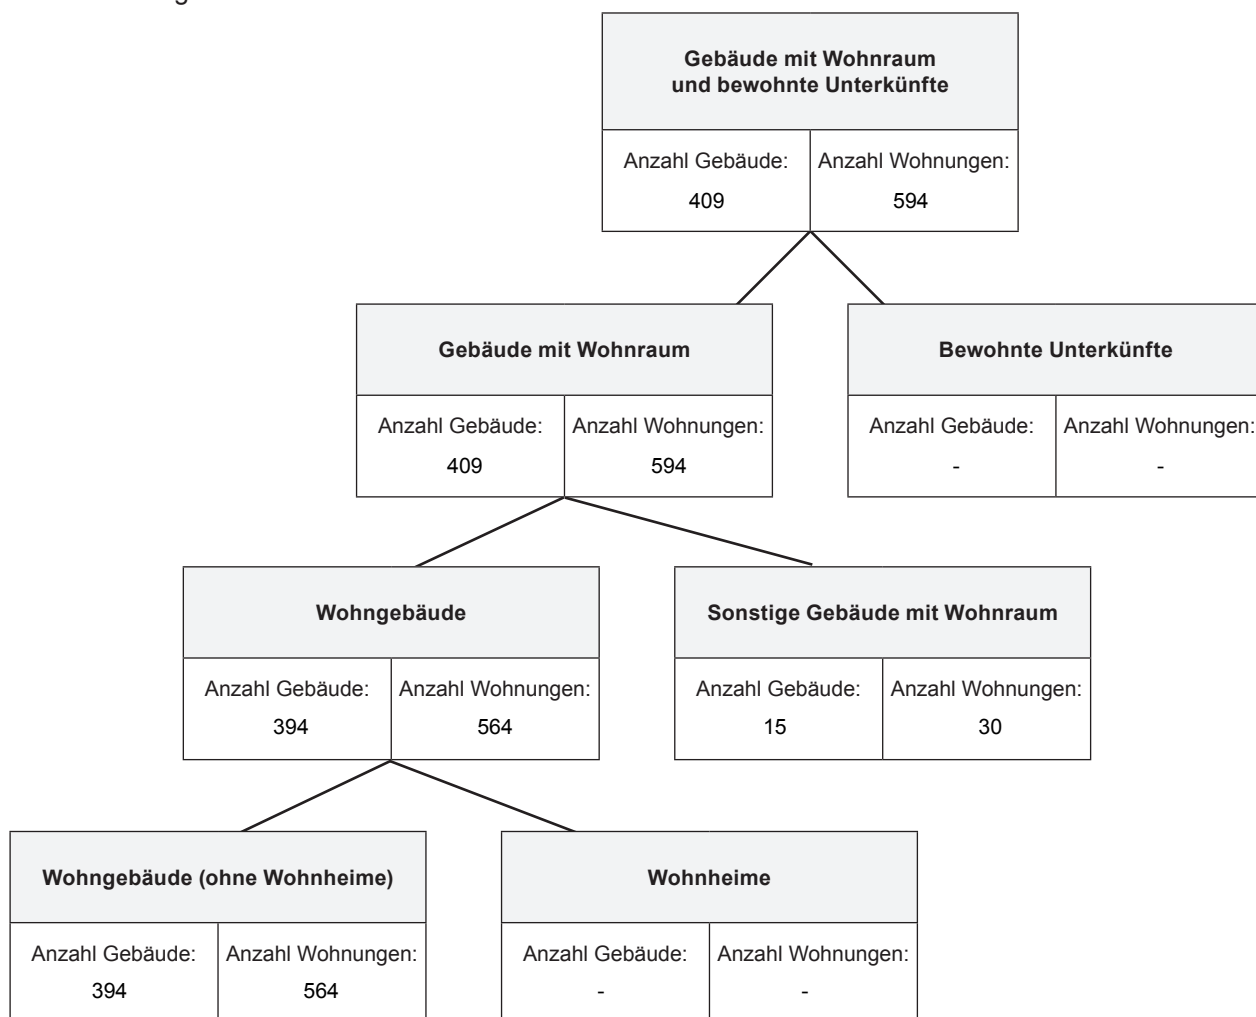 Gebäude mit Wohnraum
und bewohnte Unterkünfte
Anzahl Gebäude: Anzahl Wohnungen:
409 594
Gebäude mit Wohnraum
Anzahl Gebäude: Anzahl Wohnungen:
409 594
Bewohnte Unterkünfte
Anzahl Gebäude: Anzahl Wohnungen:
- -
Wohngebäude
Anzahl Gebäude: Anzahl Wohnungen:
394 564
Sonstige Gebäude mit Wohnraum
Anzahl Gebäude: Anzahl Wohnungen:
15 30
Wohngebäude (ohne Wohnheime)
Anzahl Gebäude: Anzahl Wohnungen:
394 564
Wohnheime
Anzahl Gebäude: Anzahl Wohnungen:
- -